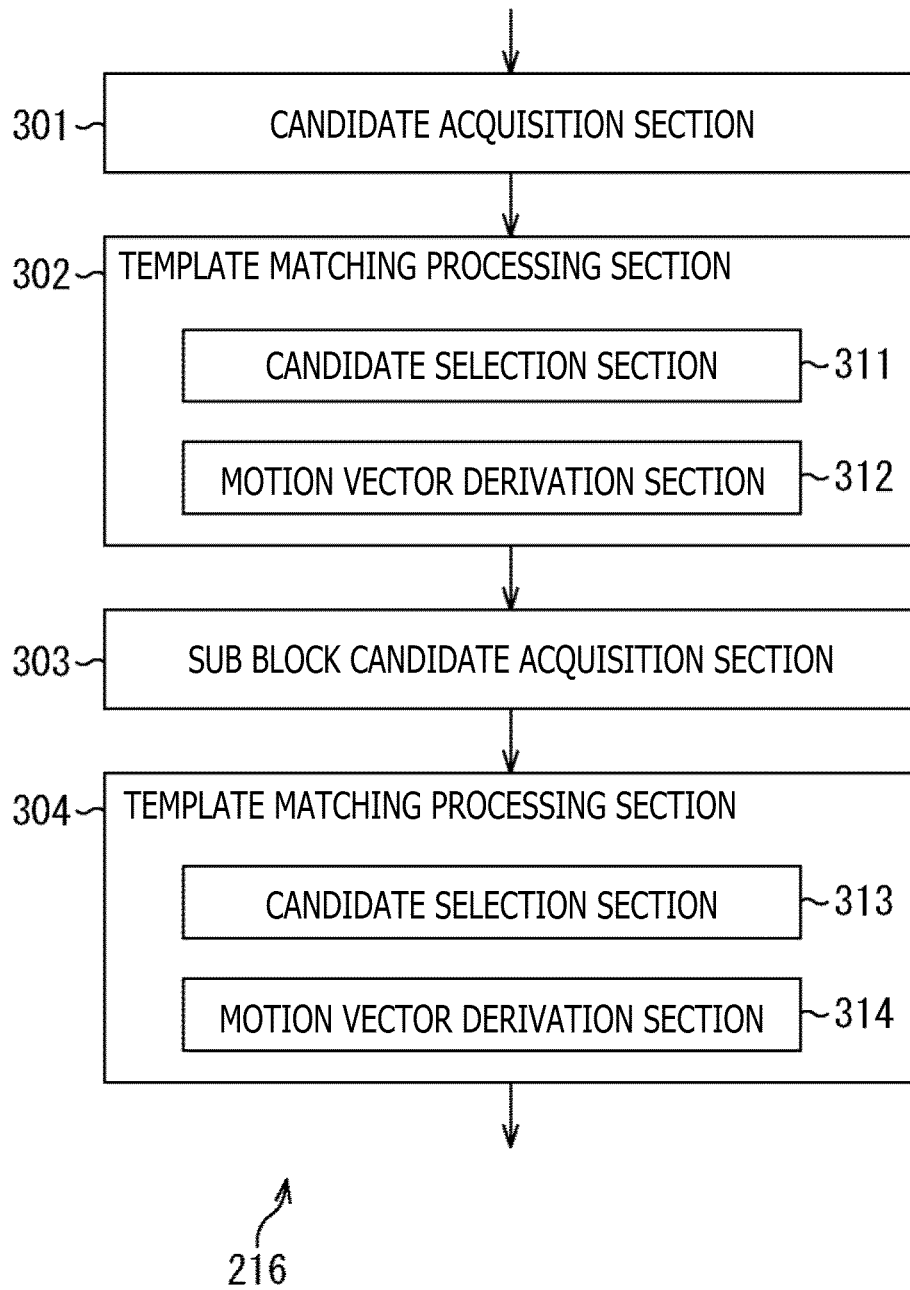 301
CANDIDATE ACQUISITION SECTION
302
TEMPLATE MATCHING PROCESSING SECTION
CANDIDATE SELECTION SECTION
311
MOTION VECTOR DERIVATION SECTION
312
303
SUB BLOCK CANDIDATE ACQUISITION SECTION
304
TEMPLATE MATCHING PROCESSING SECTION
CANDIDATE SELECTION SECTION
313
MOTION VECTOR DERIVATION SECTION
314
216